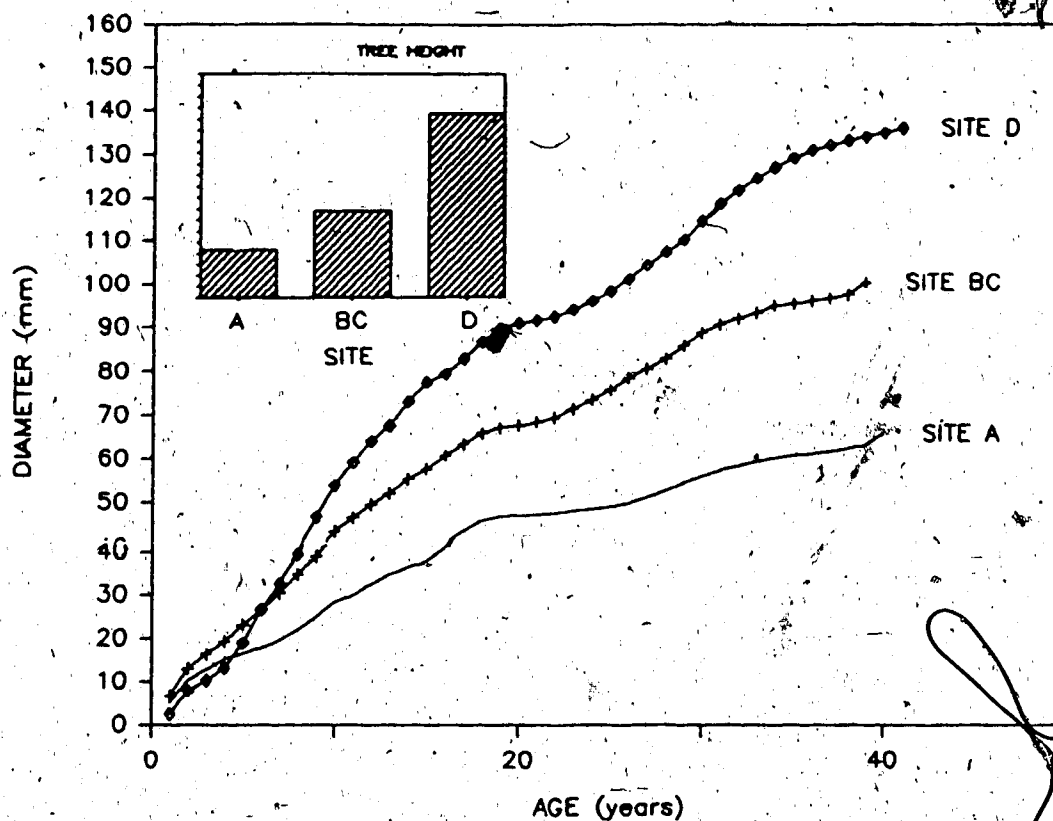 160
150
140
130
120
110
100
90
80
70
60
50
40
30
20
10
0
DIAMETER (mm)
TREE HEIGHT
A BC D
SITE
SITE D
SITE BC
SITE A
0 20 40
AGE (years)